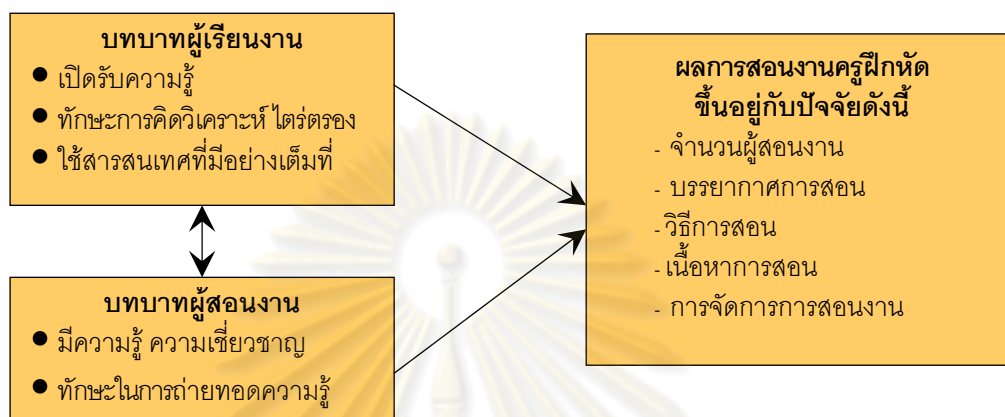 บทบาทผู้เรียนงาน
● เปิดรับความรู้
● ทักษะการคิดวิเคราะห์ ไตร่ตรอง
● ใช้สารสนเทศที่มีอย่างเต็มที่
บทบาทผู้สอนงาน
● มีความรู้ ความเชี่ยวชาญ
● ทักษะในการถ่ายทอดความรู้
ผลการสอนงานครูฝึกหัด
ขึ้นอยู่กับปัจจัยดังนี้
- จำนวนผู้สอนงาน
- บรรยากาศการสอน
- วิธีการสอน
- เนื้อหาการสอน
- การจัดการการสอนงาน